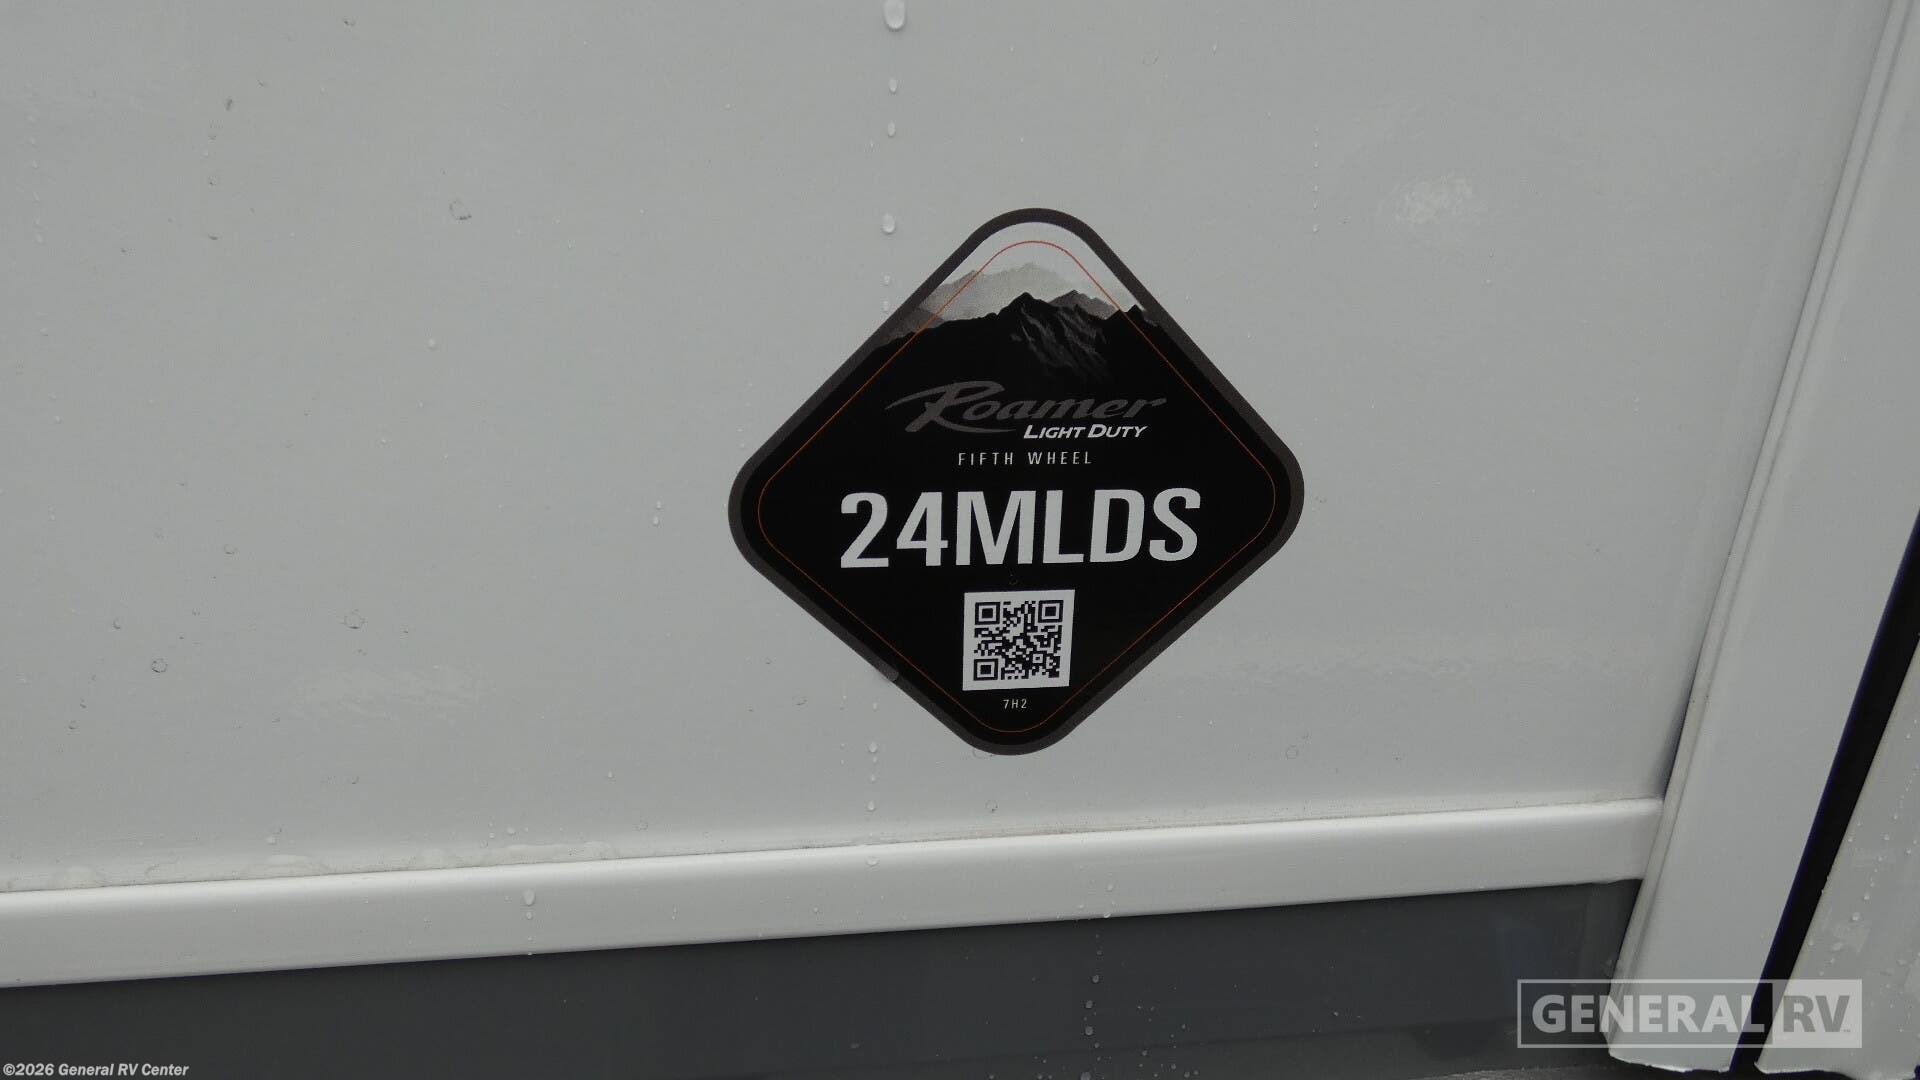 Roamer
LIGHT DUTY
FIFTH WHEEL
24MLDS
7H2
GENERAL RV
©2026 General RV Center